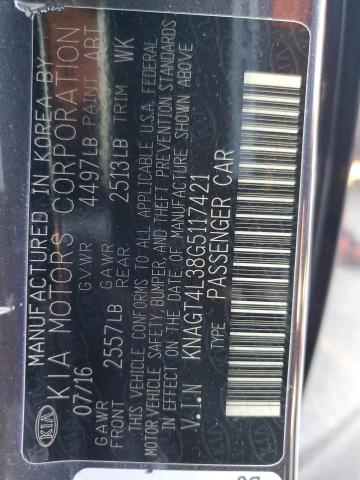 MANUFACTURED IN KOREA BY
KIA MOTORS CORPORATION
07/16 GVWR 4497LB PAINT ABT
GAWR FRONT 2557LB GAWR REAR 2513LB TRIM WK
THIS VEHICLE CONFORMS TO ALL APPLICABLE U.S.A. FEDERAL
MOTOR VEHICLE SAFETY, BUMPER, AND THEFT PREVENTION STANDARDS
IN EFFECT ON THE DATE OF MANUFACTURE SHOWN ABOVE
V.I.N KNAGT4L38G5117421
TYPE PASSENGER CAR
KIA